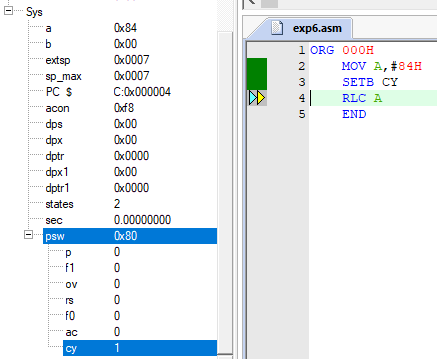 Sys
a 0x84
b 0x00
extsp 0x0007
sp_max 0x0007
PC $ C:0x000004
acon 0xf8
dps 0x00
dpx 0x00
dptr 0x0000
dpx1 0x00
dptr1 0x0000
states 2
sec 0.00000000
psw 0x80
p 0
f1 0
ov 0
rs 0
f0 0
ac 0
cy 1
exp6.asm
1 ORG 000H
2 MOV A,#84H
3 SETB CY
4 RLC A
5 END